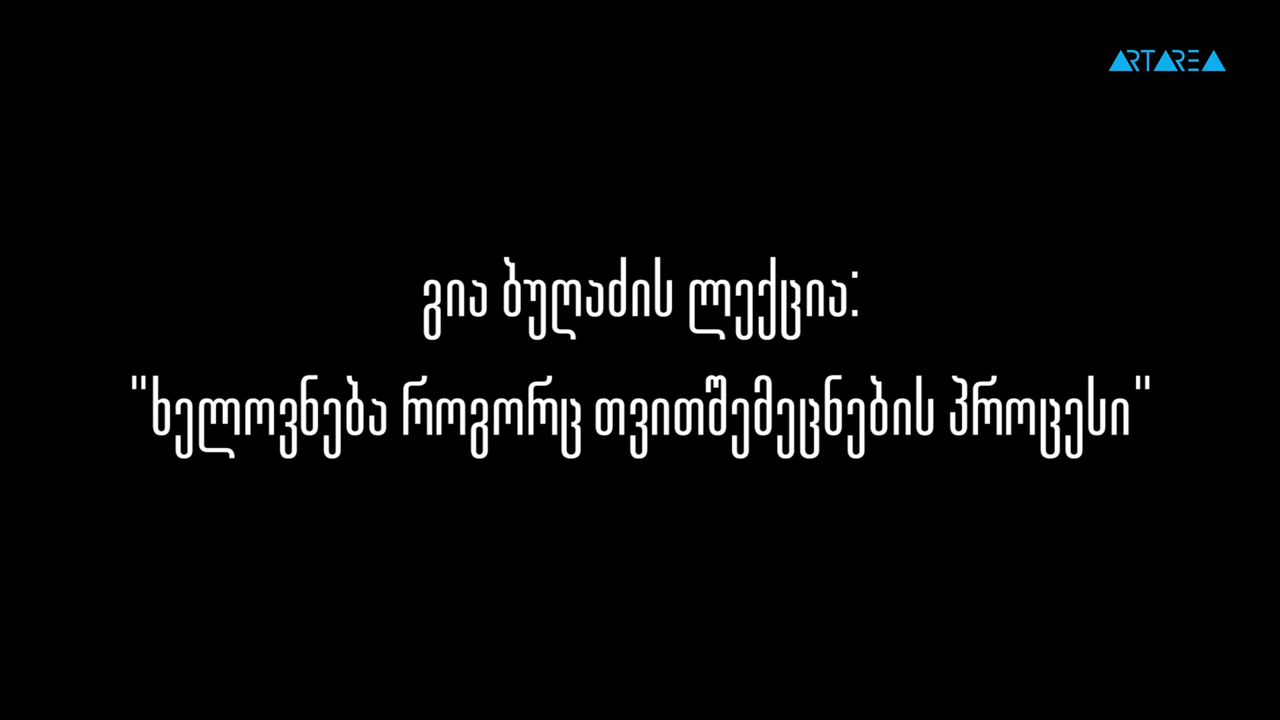 ARTAREA
გია ბუღაძის ლექცია:
"ხელოვნება როგორც თვითშემეცნების პროცესი"